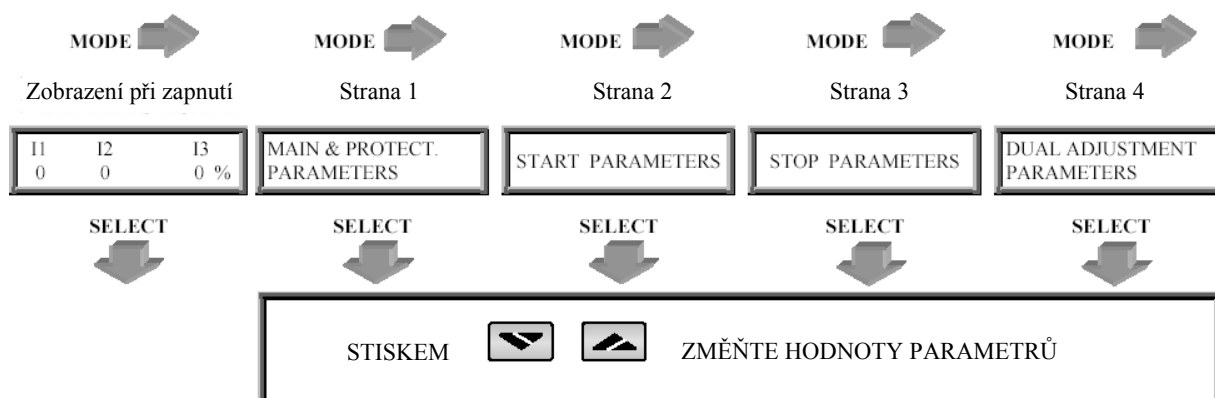 MODE MODE MODE MODE MODE
Zobrazení při zapnutí Strana 1 Strana 2 Strana 3 Strana 4
I1 I2 I3
0 0 0 %
MAIN & PROTECT.
PARAMETERS
START PARAMETERS
STOP PARAMETERS
DUAL ADJUSTMENT
PARAMETERS
SELECT SELECT SELECT SELECT SELECT
STISKEM ZMĚŇTE HODNOTY PARAMETRŮ